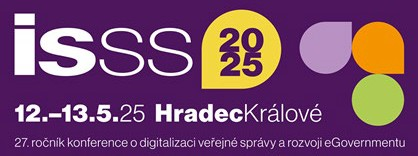 isss 2025
12.–13.5.25 HradecKrálové
27. ročník konference o digitalizaci veřejné správy a rozvoji eGovernmentu